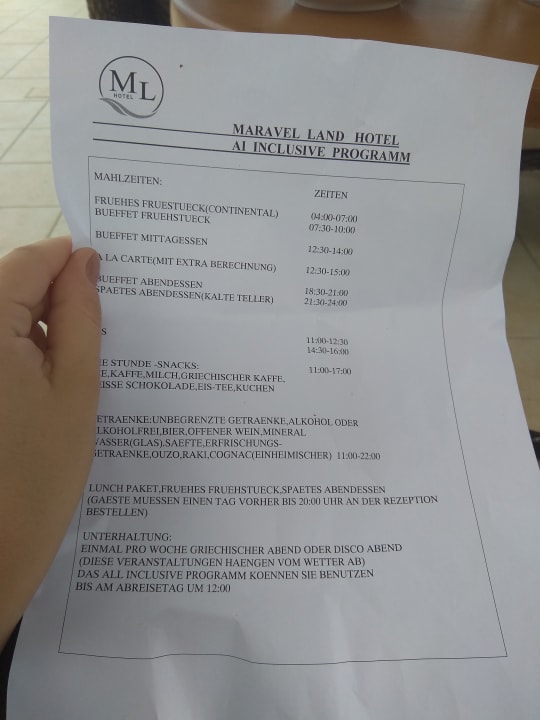 ML
HOTEL
MARAVEL LAND HOTEL
AI INCLUSIVE PROGRAMM
MAHLZEITEN: ZEITEN
FRUEHES FRUESTUECK(CONTINENTAL) 04:00-07:00
BUEFFET FRUEHSTUECK 07:30-10:00
BUEFFET MITTAGESSEN 12:30-14:00
A LA CARTE(MIT EXTRA BERECHNUNG) 12:30-15:00
BUEFFET ABENDESSEN 18:30-21:00
SPAETES ABENDESSEN(KALTE TELLER) 21:30-24:00
S 11:00-12:30
14:30-16:00
E STUNDE -SNACKS: 11:00-17:00
E,KAFFE,MILCH,GRIECHISCHER KAFFE,
EISSE SCHOKOLADE,EIS-TEE,KUCHEN
ETRAENKE:UNBEGRENZTE GETRAENKE,ALKOHOL ODER
LKOHOLFREI,BIER,OFFENER WEIN,MINERAL
WASSER(GLAS).SAEFTE,ERFRISCHUNGS-
GETRAENKE,OUZO,RAKI,COGNAC(EINHEIMISCHER) 11:00-22:00
LUNCH PAKET,FRUEHES FRUEHSTUECK,SPAETES ABENDESSEN
(GAESTE MUESSEN EINEN TAG VORHER BIS 20:00 UHR AN DER REZEPTION
BESTELLEN)
UNTERHALTUNG:
EINMAL PRO WOCHE GRIECHISCHER ABEND ODER DISCO ABEND
(DIESE VERANSTALTUNGEN HAENGEN VOM WETTER AB)
DAS ALL INCLUSIVE PROGRAMM KOENNEN SIE BENUTZEN
BIS AM ABREISETAG UM 12:00